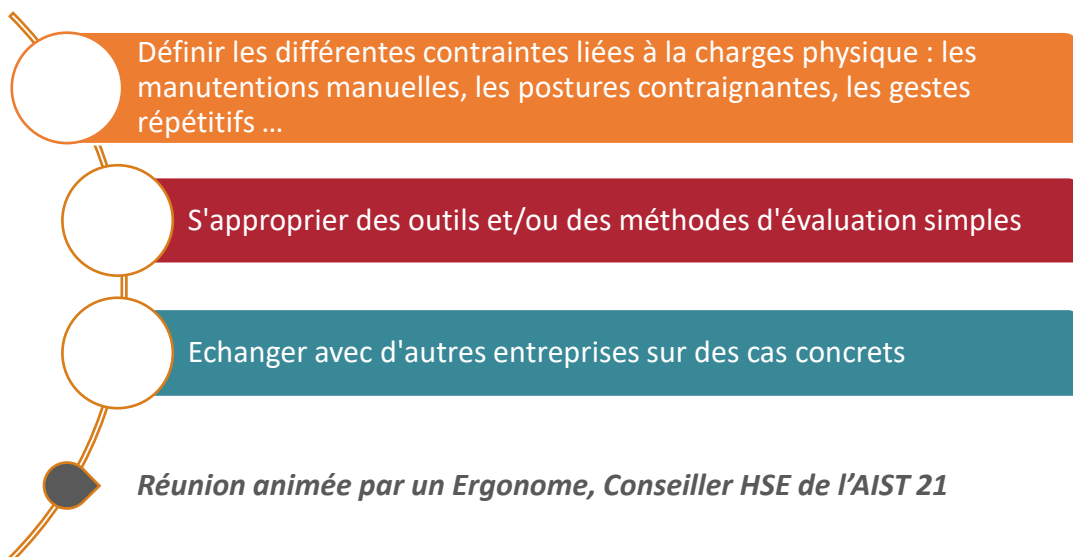 Définir les différentes contraintes liées à la charges physique : les
manutentions manuelles, les postures contraignantes, les gestes
répétitifs ...
S'approprier des outils et/ou des méthodes d'évaluation simples
Echanger avec d'autres entreprises sur des cas concrets
Réunion animée par un Ergonome, Conseiller HSE de l’AIST 21